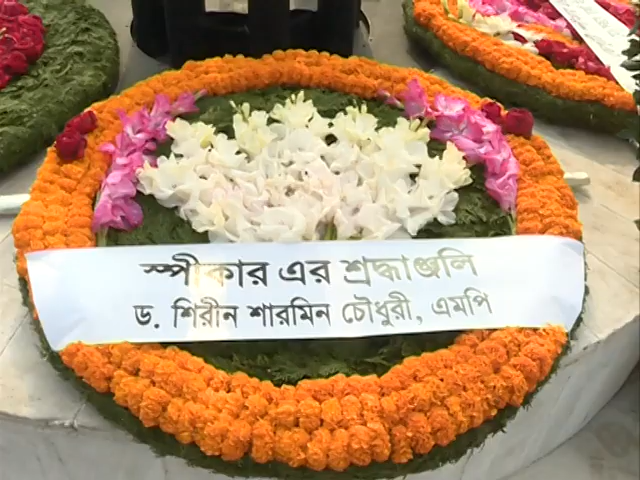 স্পীকার এর শ্রদ্ধাঞ্জলি
ড. শিরীন শারমিন চৌধুরী, এমপি